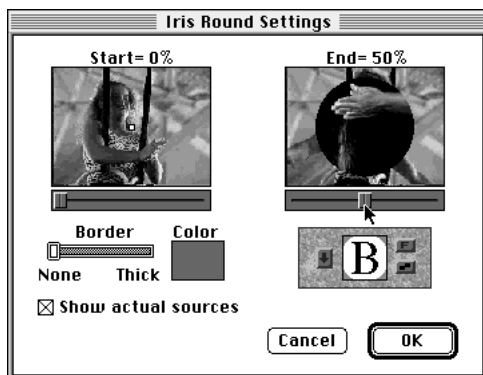 Iris Round Settings
Start= 0%
End= 50%
Border
Color
None
Thick
B
F
Show actual sources
Cancel
OK